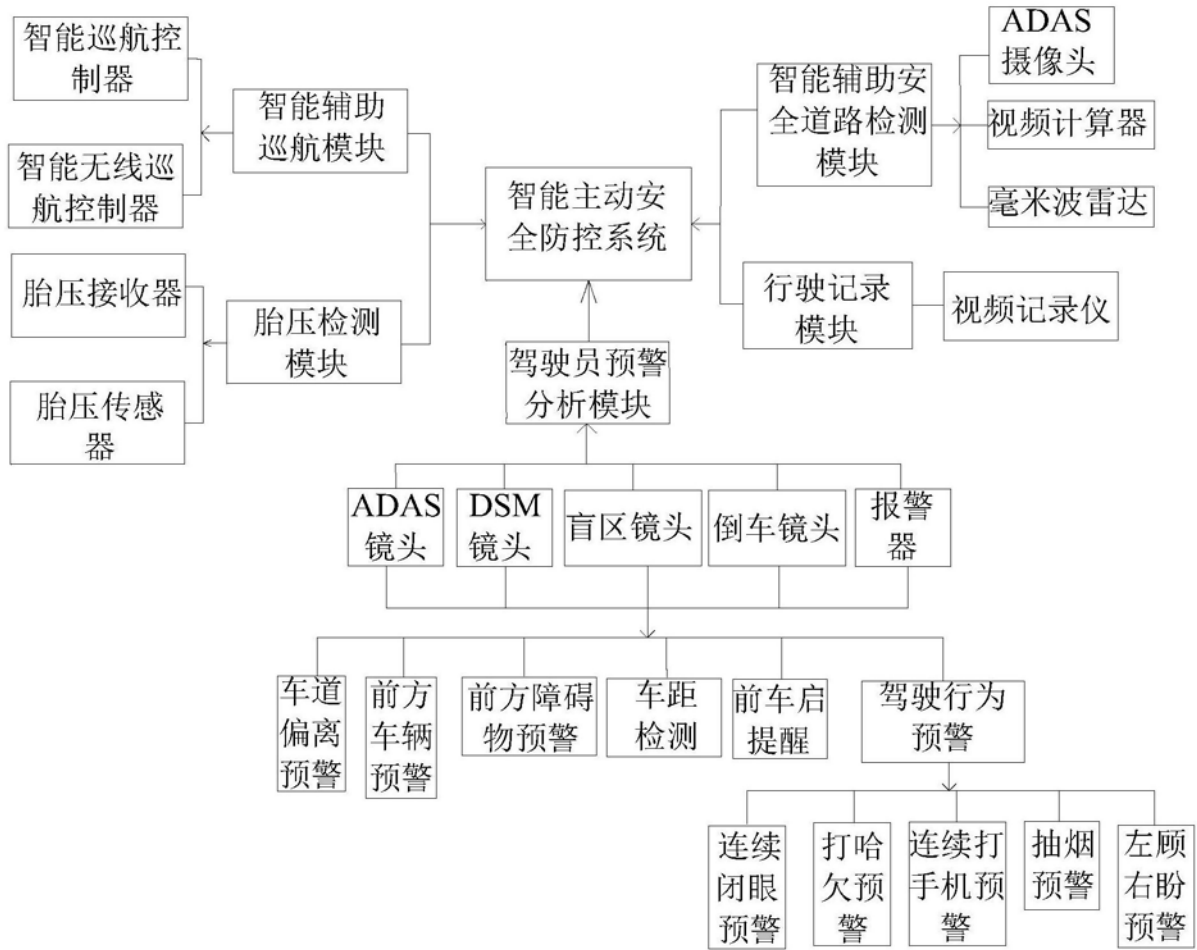 智能巡航控
制器
智能无线巡
航控制器
智能辅助
巡航模块
胎压接收器
胎压传感
器
胎压检测
模块
智能主动安
全防控系统
智能辅助安
全道路检测
模块
ADAS
摄像头
视频计算器
毫米波雷达
行驶记录
模块
视频记录仪
驾驶员预警
分析模块
ADAS
镜头
DSM
镜头
盲区镜头
倒车镜头
报警
器
车道
偏离
预警
前方
车辆
预警
前方障碍
物预警
车距
检测
前车启
提醒
驾驶行为
预警
连续
闭眼
预警
打哈
欠预
警
连续打
手机预
警
抽烟
预警
左顾
右盼
预警